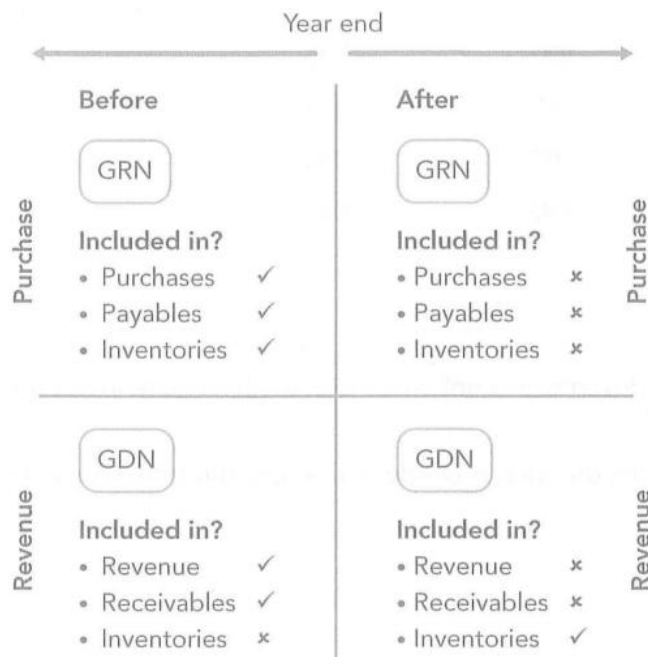 Year end
Before
After
GRN
GRN
Purchase
Included in?
• Purchases ✓
• Payables ✓
• Inventories ✓
Included in?
• Purchases ×
• Payables ×
• Inventories ×
Purchase
GDN
GDN
Revenue
Included in?
• Revenue ✓
• Receivables ✓
• Inventories ×
Included in?
• Revenue ×
• Receivables ×
• Inventories ✓
Revenue